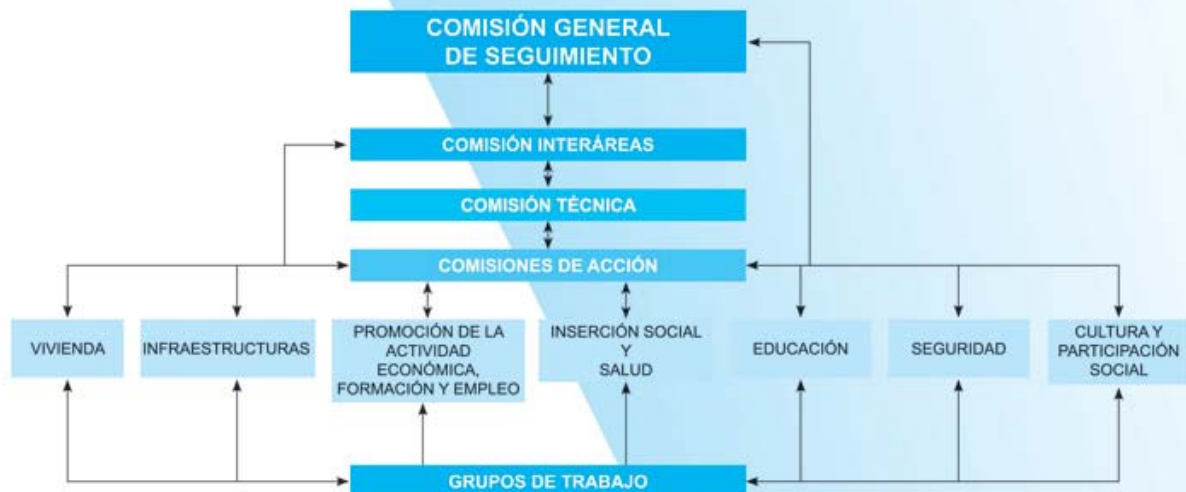 COMISIÓN GENERAL
DE SEGUIMIENTO
COMISIÓN INTERÁREAS
COMISIÓN TÉCNICA
COMISIONES DE ACCIÓN
VIVIENDA
INFRAESTRUCTURAS
PROMOCIÓN DE LA
ACTIVIDAD
ECONÓMICA,
FORMACIÓN Y EMPLEO
INSERCIÓN SOCIAL
Y
SALUD
EDUCACIÓN
SEGURIDAD
CULTURA Y
PARTICIPACIÓN
SOCIAL
GRUPOS DE TRABAJO